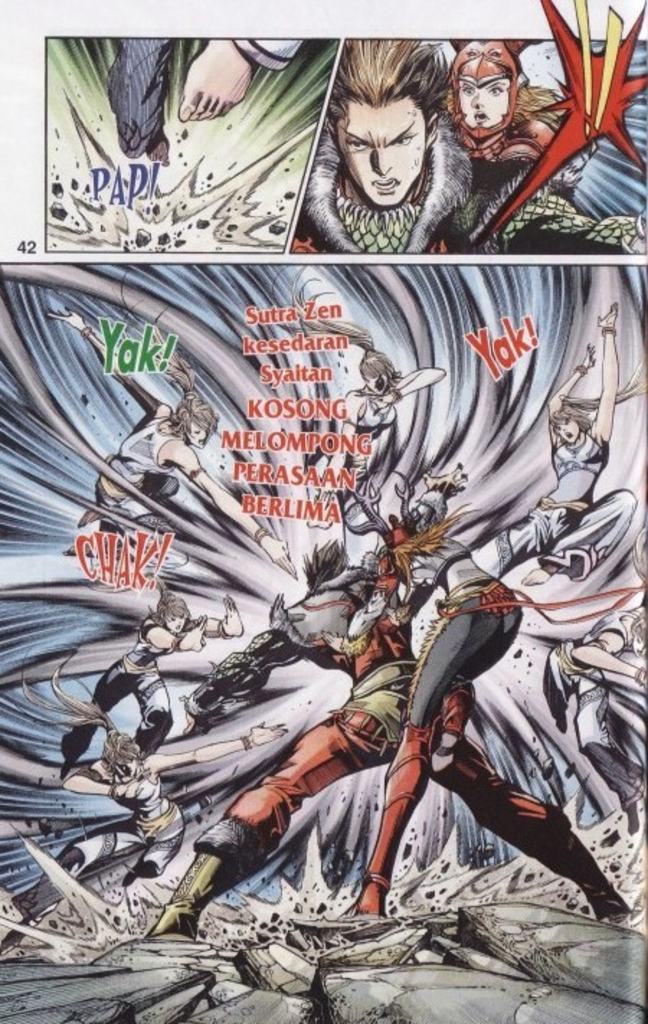 PAP!
!!
42
Yak!
Sutra Zen
kesedaran
Syaitan
KOSONG
MELOMPONG
PERASAAN
BERLIMA
Yak!
CHAK!